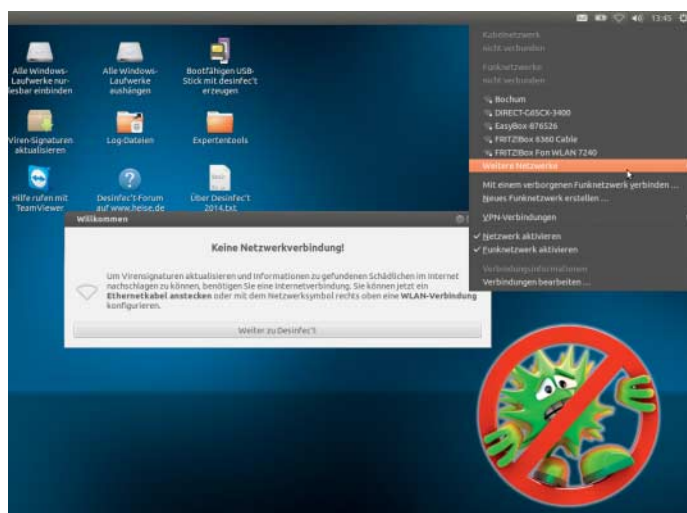 13:45
Alle Windows-
Laufwerke nur-
lesbar einbinden
Alle Windows-
Laufwerke
aushängen
Bootfähigen USB-
Stick mit desinfec't
erzeugen
Viren-Signaturen
aktualisieren
Log-Dateien
Expertentools
Hilfe rufen mit
TeamViewer
Desinfec't-Forum
auf www.heise.de
Über Desinfec't
2014.txt
Kabelnetzwerk
nicht verbunden
Funknetzwerke
nicht verbunden
Bochum
DIRECT-G6SCX-3400
EasyBox-876526
FRITZ!Box 6360 Cable
FRITZ!Box Fon WLAN 7240
Weitere Netzwerke
Mit einem verborgenen Funknetzwerk verbinden ...
Neues Funknetzwerk erstellen ...
VPN-Verbindungen
Netzwerk aktivieren
Funknetzwerk aktivieren
Verbindungsinformationen
Verbindungen bearbeiten ...
Willkommen
Keine Netzwerkverbindung!
Um Virensignaturen aktualisieren und Informationen zu gefundenen Schädlichen im Internet
nachschlagen zu können, benötigen Sie eine Internetverbindung. Sie können jetzt ein
Ethernetkabel anstecken oder mit dem Netzwerksymbol rechts oben eine WLAN-Verbindung
konfigurieren.
Weiter zu Desinfec't